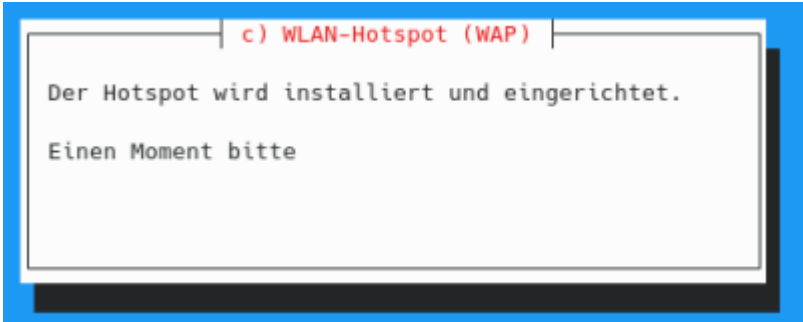 c) WLAN-Hotspot (WAP)
Der Hotspot wird installiert und eingerichtet.
Einen Moment bitte